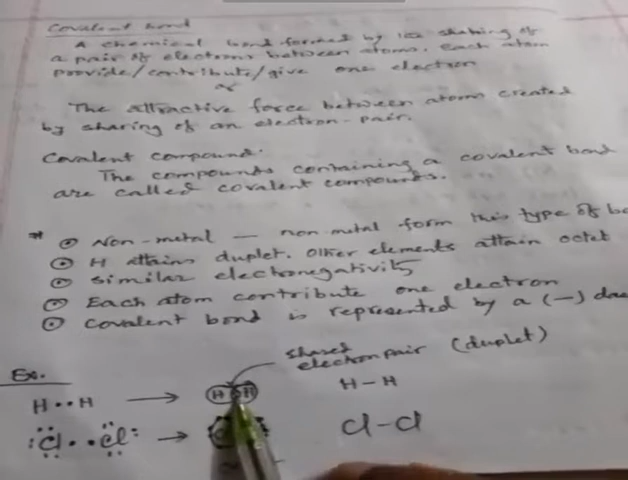 Covalent bond
A chemical bond formed by the sharing of
a pair of electrons between atoms. Each atom
provide/contribute/give one electron
or
The attractive force between atoms created
by sharing of an electron-pair.
Covalent compound.
The compounds containing a covalent bond
are called covalent compounds.
* ⊙ Non-metal — non-metal form this type of bo
⊙ H attains duplet. Other elements attain octet
⊙ Similar electronegativity
⊙ Each atom contribute one electron
⊙ Covalent bond is represented by a (—) das
shared
electron pair (duplet)
Ex.
H • • H → H H H – H
:Cl • • Cl: → Cl – Cl